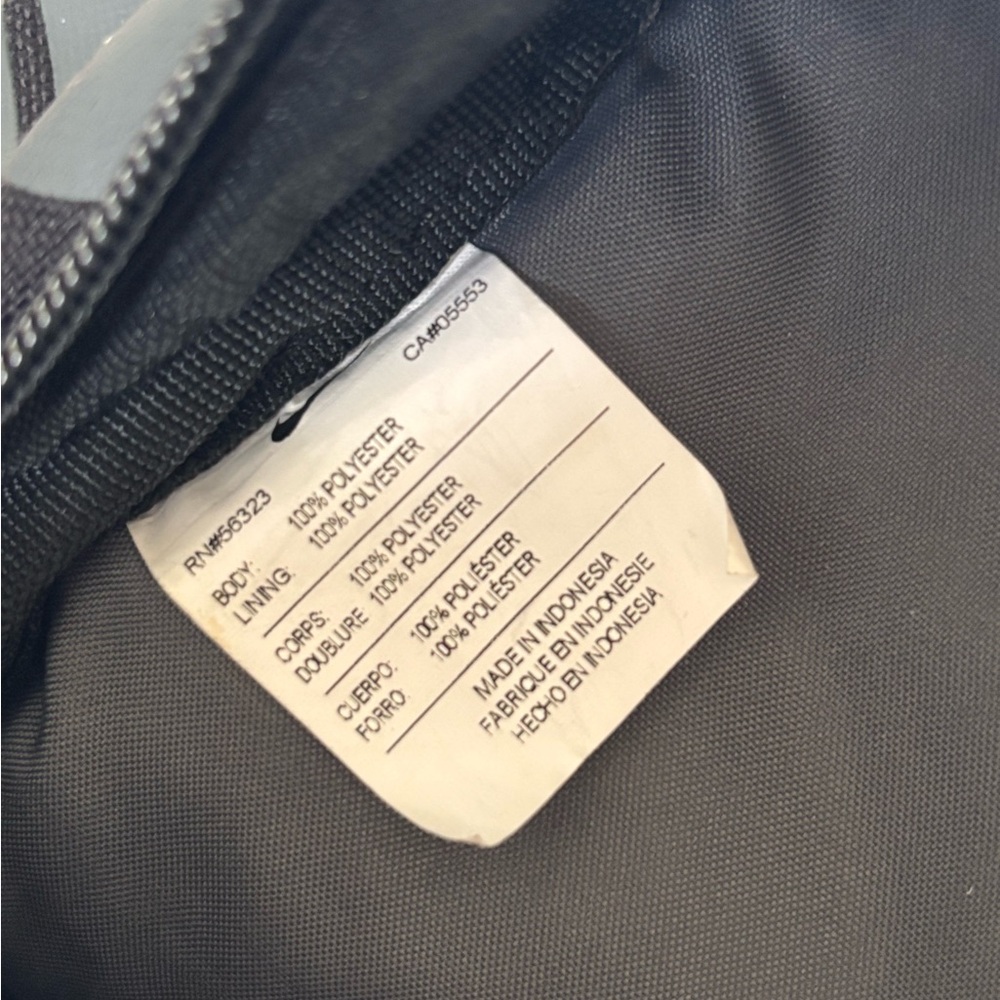 RN#56323 CA#05553
BODY: 100% POLYESTER
LINING: 100% POLYESTER
CORPS: 100% POLYESTER
DOUBLURE 100% POLYESTER
CUERPO: 100% POLIÉSTER
FORRO: 100% POLIÉSTER
MADE IN INDONESIA
FABRIQUE EN INDONESIE
HECHO EN INDONESIA